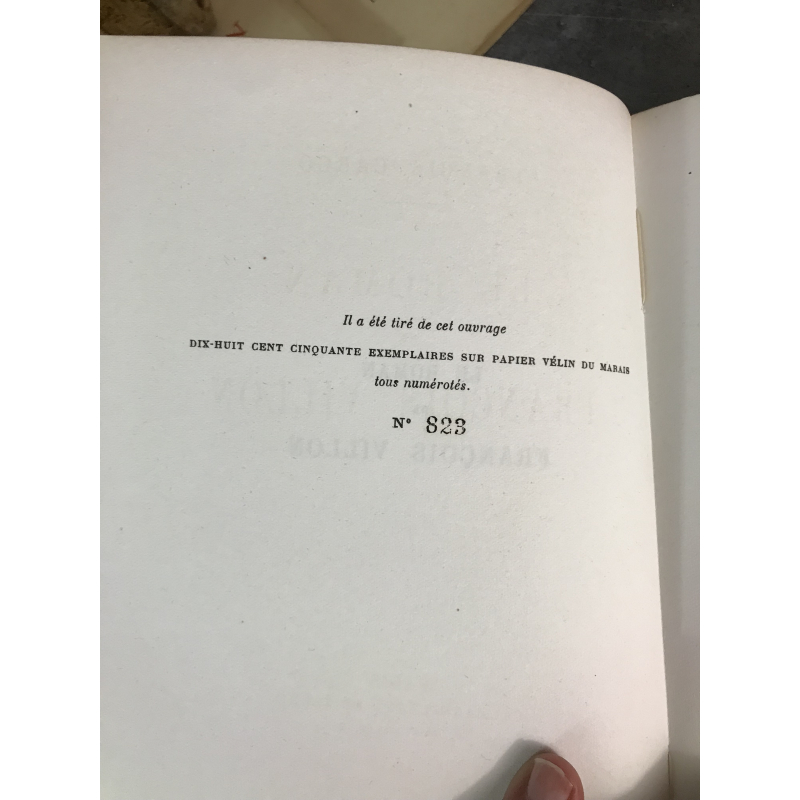 Il a été tiré de cet ouvrage
DIX-HUIT CENT CINQUANTE EXEMPLAIRES SUR PAPIER VÉLIN DU MARAIS
tous numérotés.
N° 823